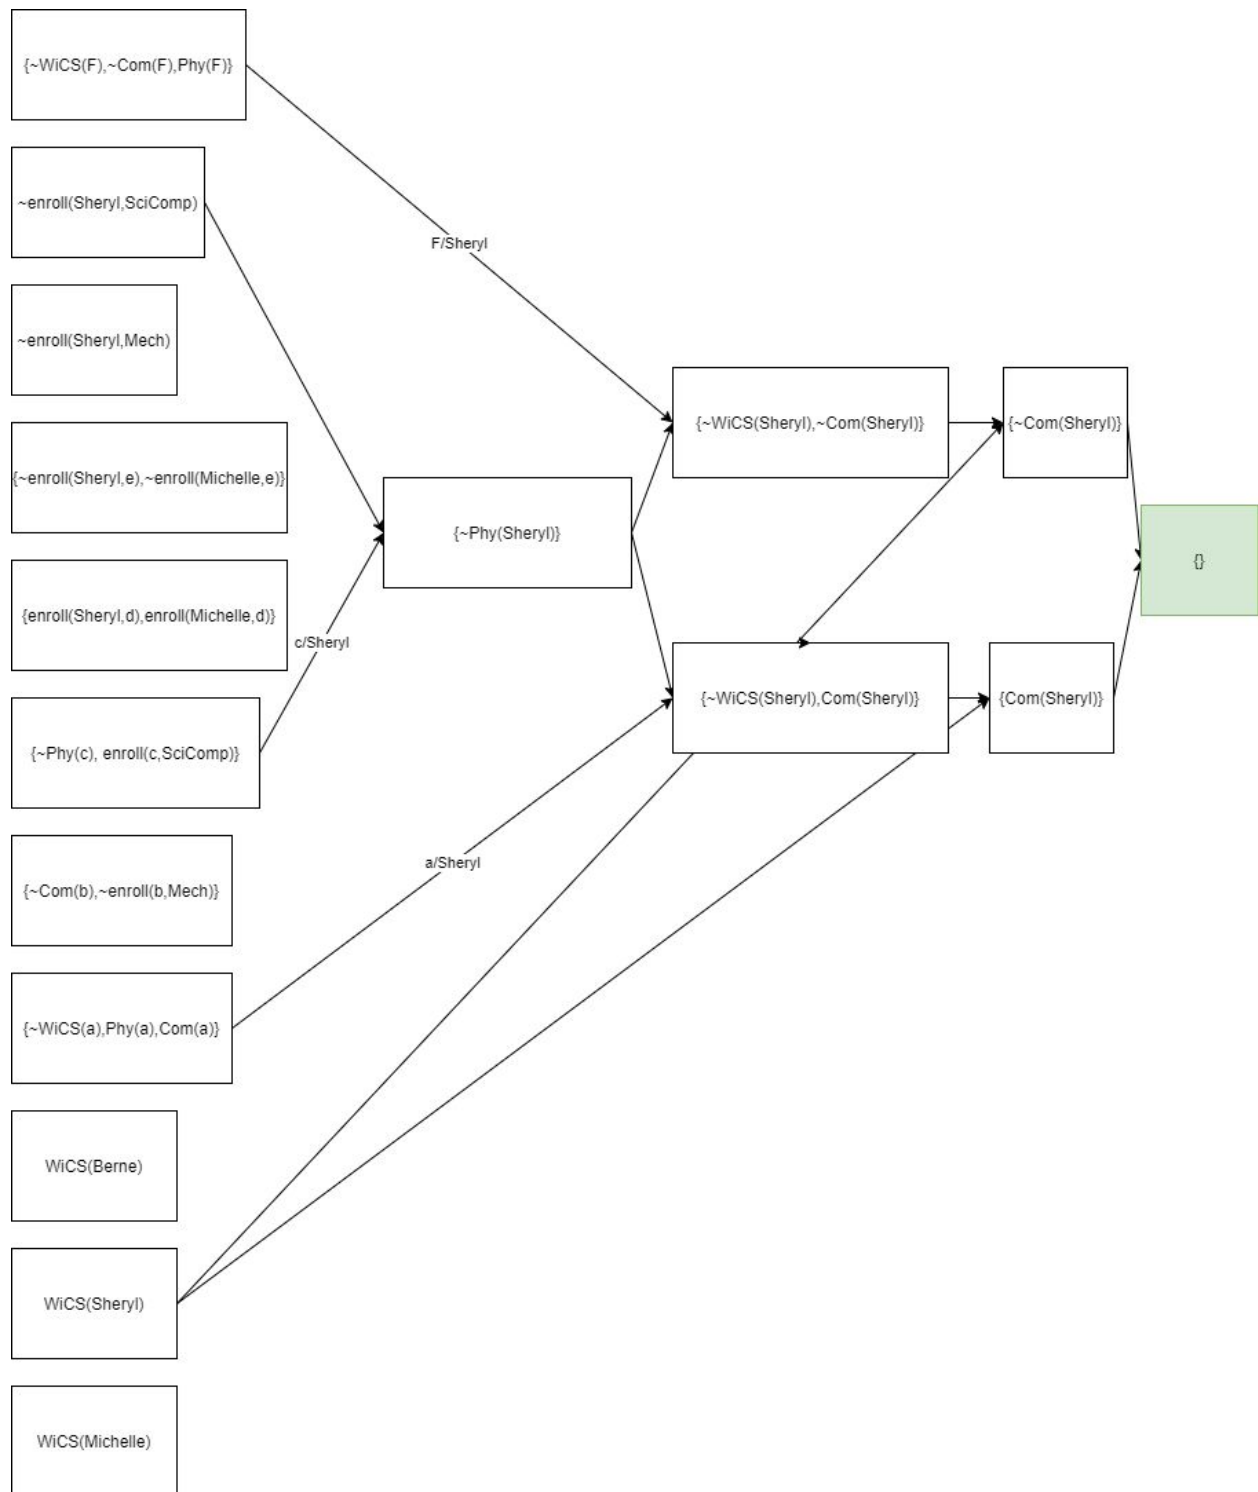 {~WiCS(F),~Com(F),Phy(F)}
~enroll(Sheryl,SciComp)
F/Sheryl
~enroll(Sheryl,Mech)
{~WiCS(Sheryl),~Com(Sheryl)}
{~Com(Sheryl)}
{~enroll(Sheryl,e),~enroll(Michelle,e)}
{~Phy(Sheryl)}
{}
{enroll(Sheryl,d),enroll(Michelle,d)}
c/Sheryl
{~WiCS(Sheryl),Com(Sheryl)}
{Com(Sheryl)}
{~Phy(c), enroll(c,SciComp)}
a/Sheryl
{~Com(b),~enroll(b,Mech)}
{~WiCS(a),Phy(a),Com(a)}
WiCS(Berne)
WiCS(Sheryl)
WiCS(Michelle)